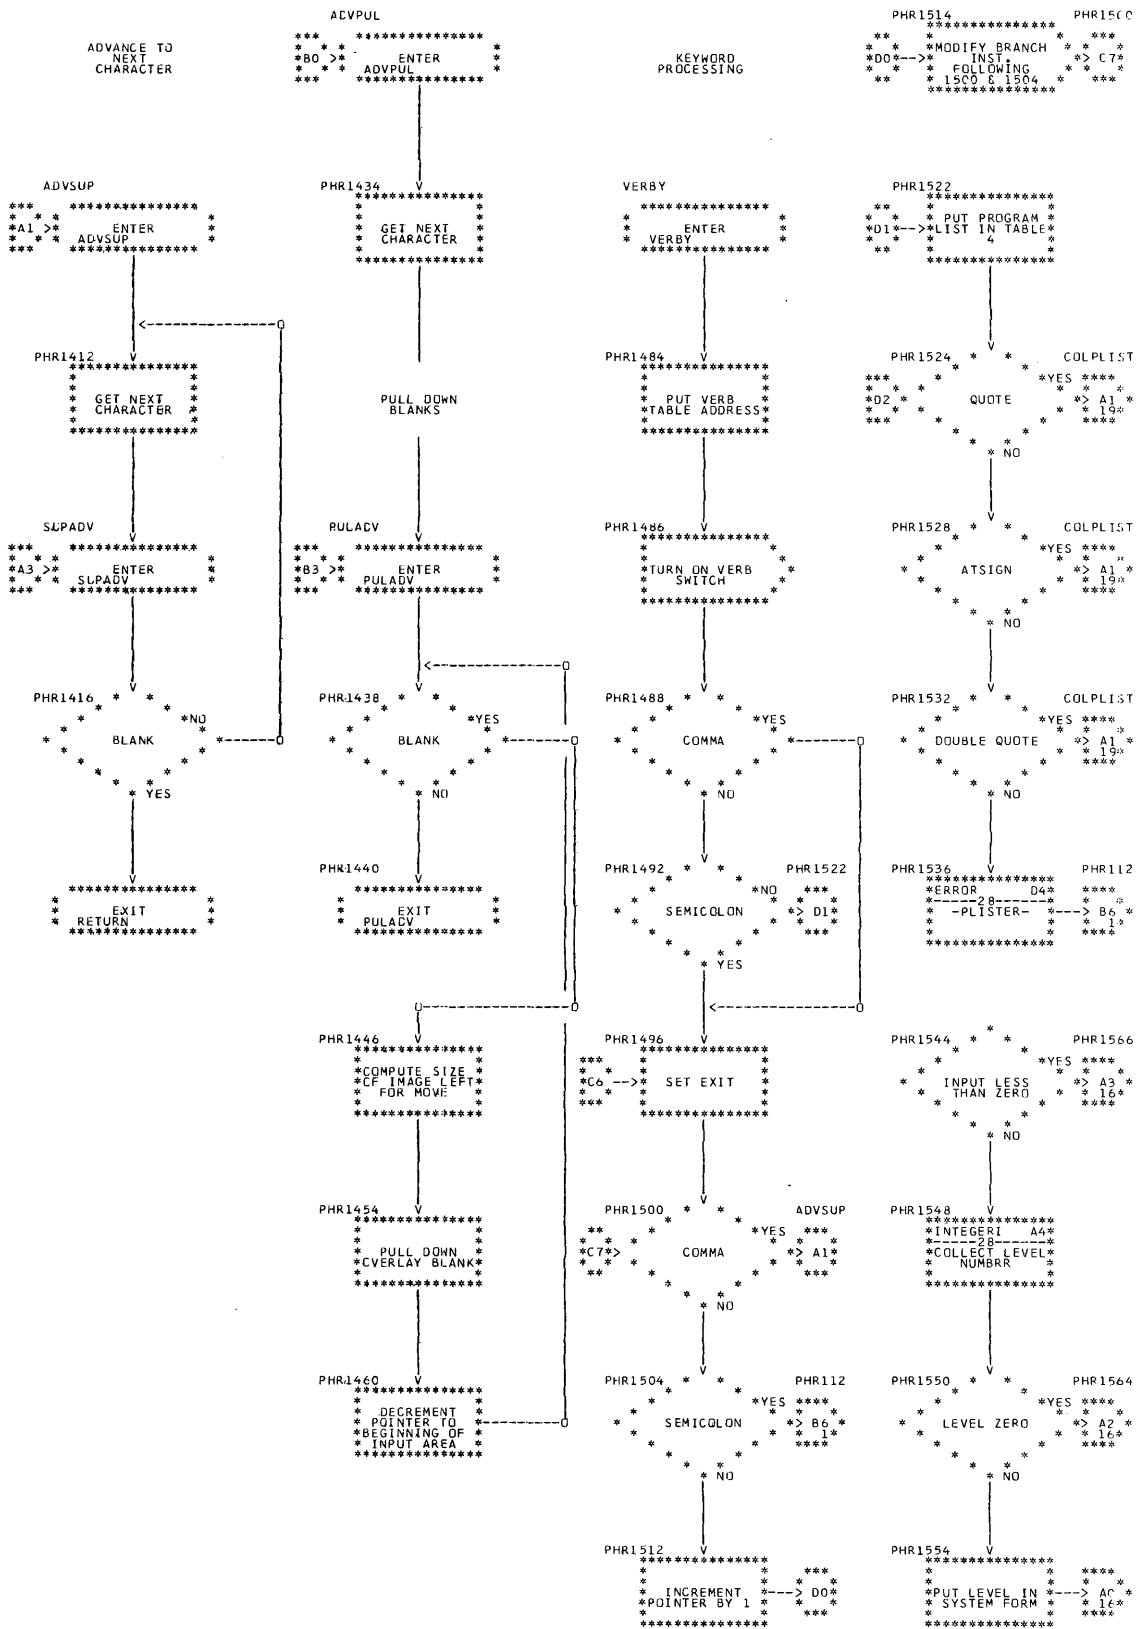 ADVANCE TO
NEXT
CHARACTER
ADVSUP
A1 >
ENTER
ADVSUP
PHR1412
GET NEXT
CHARACTER
SUPADV
A3 >
ENTER
SUPADV
PHR1416
BLANK
NO
YES
EXIT
RETURN
ADVPUL
B0 >
ENTER
ADVPUL
PHR1434
GET NEXT
CHARACTER
PULL DOWN
BLANKS
PULADV
B3 >
ENTER
PULADV
PHR1438
BLANK
YES
NO
PHR1440
EXIT
PULADV
PHR1446
COMPUTE SIZE
OF IMAGE LEFT
FOR MOVE
PHR1454
PULL DOWN
OVERLAY BLANK
PHR1460
DECREMENT
POINTER TO
BEGINNING OF
INPUT AREA
KEYWORD
PROCESSING
VERBY
ENTER
VERBY
PHR1484
PUT VERB
TABLE ADDRESS
PHR1486
TURN ON VERB
SWITCH
PHR1488
COMMA
YES
NO
PHR1492
SEMICOLON
NO
PHR1522
> D1
YES
PHR1496
C6 -->
SET EXIT
PHR1500
C7 >
COMMA
YES
ADVSUP
> A1
NO
PHR1504
SEMICOLON
YES
PHR112
> B6
1
NO
PHR1512
INCREMENT
POINTER BY 1
---> D0
PHR1514
D0 -->
MODIFY BRANCH
INST.
FOLLOWING
1500 & 1504
PHR1500
> C7
PHR1522
D1 -->
PUT PROGRAM
LIST IN TABLE
4
PHR1524
D2 >
QUOTE
YES
COLPLIST
> A1
19
NO
PHR1528
ATSIGN
YES
COLPLIST
> A1
19
NO
PHR1532
DOUBLE QUOTE
YES
COLPLIST
> A1
19
NO
PHR1536
ERROR D4
28
-PLISTER-
PHR112
---> B6
1
PHR1544
INPUT LESS
THAN ZERO
YES
PHR1566
> A3
16
NO
PHR1548
INTEGERI A4
28
COLLECT LEVEL
NUMBRR
PHR1550
LEVEL ZERO
YES
PHR1564
> A2
16
NO
PHR1554
PUT LEVEL IN
SYSTEM FORM
---> A0
16